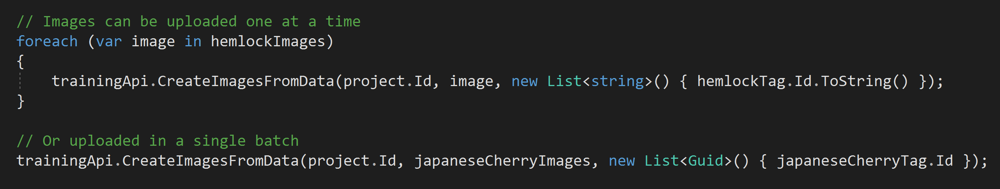 // Images can be uploaded one at a time
foreach (var image in hemlockImages)
{
    trainingApi.CreateImagesFromData(project.Id, image, new List<string>() { hemlockTag.Id.ToString() });
}

// Or uploaded in a single batch
trainingApi.CreateImagesFromData(project.Id, japaneseCherryImages, new List<Guid>() { japaneseCherryTag.Id });